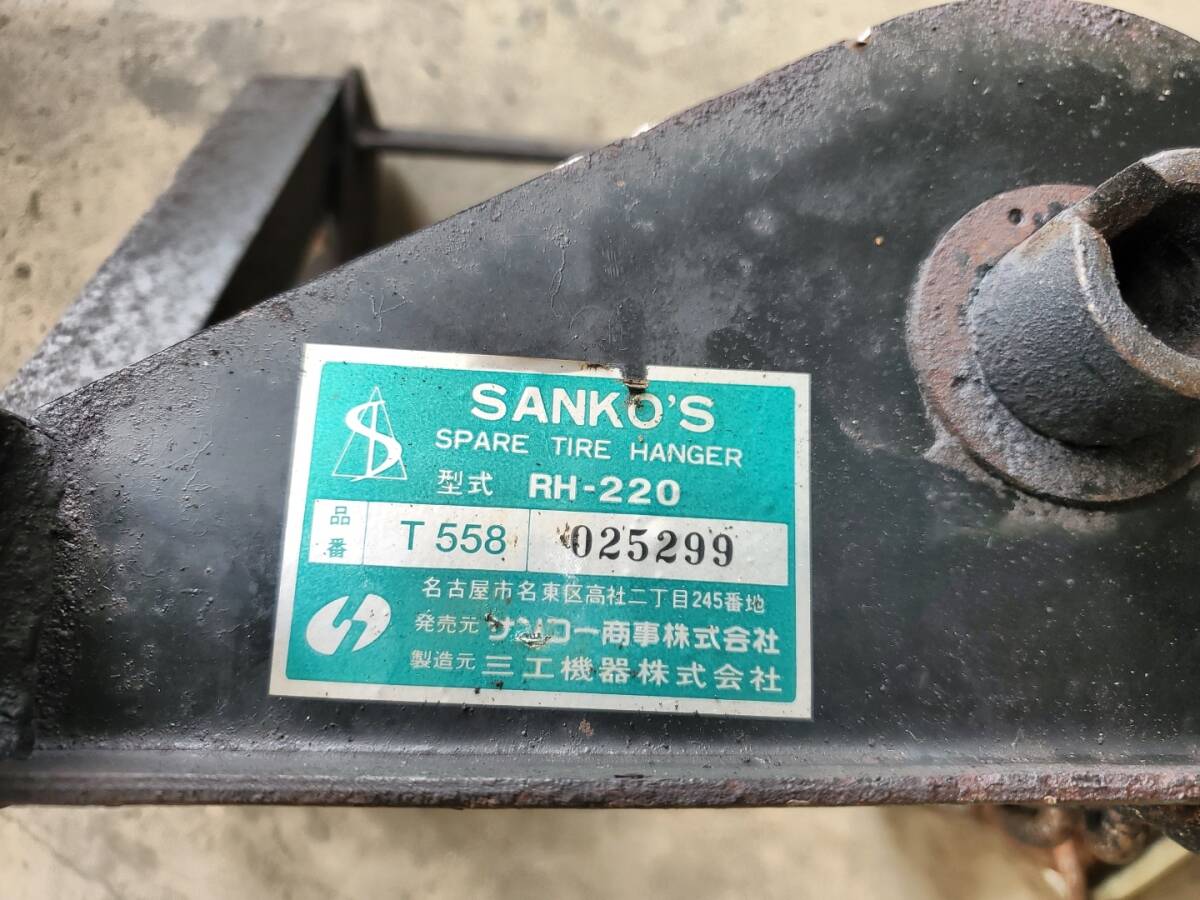 SANKO'S
SPARE TIRE HANGER
型式 RH-220
品番 T 558 025299
名古屋市名東区高社二丁目245番地
発売元 サンコー商事株式会社
製造元 三工機器株式会社